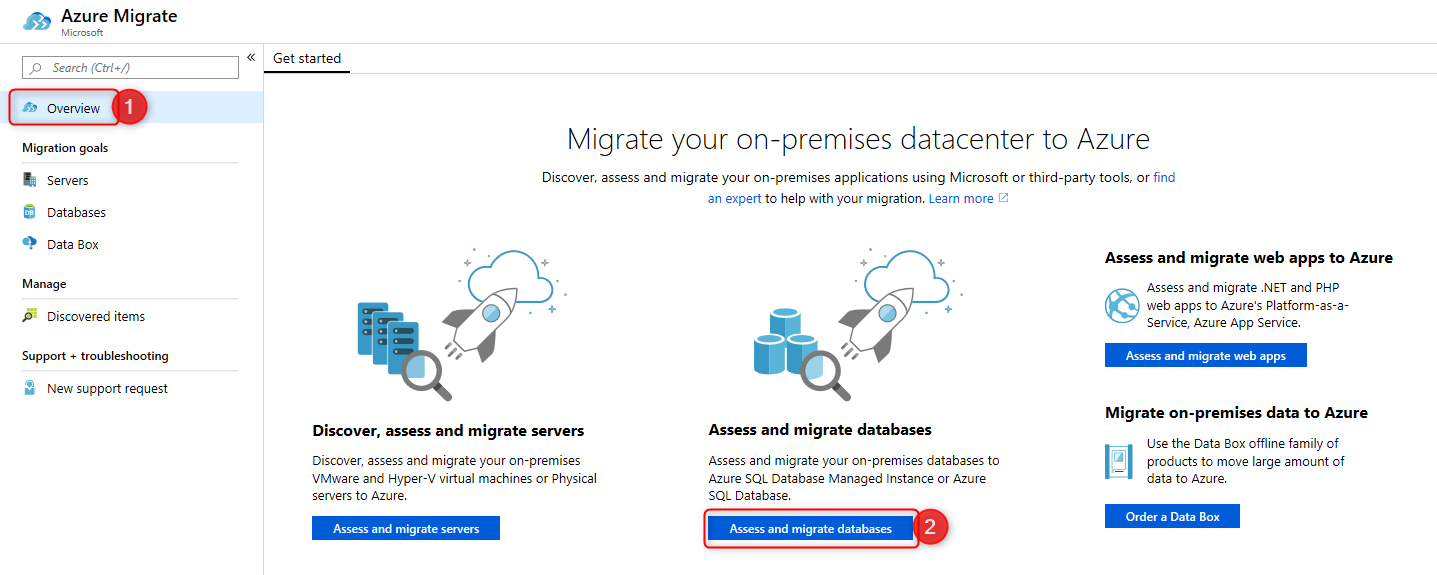 Azure Migrate
Microsoft
«
Search (Ctrl+/)
Overview
1
Migration goals
Servers
DB
Databases
Data Box
Manage
Discovered items
Support + troubleshooting
New support request
Get started
Migrate your on-premises datacenter to Azure
Discover, assess and migrate your on-premises applications using Microsoft or third-party tools, or find
an expert to help with your migration. Learn more
Discover, assess and migrate servers
Discover, assess and migrate your on-premises
VMware and Hyper-V virtual machines or Physical
servers to Azure.
Assess and migrate servers
Assess and migrate databases
Assess and migrate your on-premises databases to
Azure SQL Database Managed Instance or Azure
SQL Database.
Assess and migrate databases
2
Assess and migrate web apps to Azure
Assess and migrate .NET and PHP
web apps to Azure's Platform-as-a-
Service, Azure App Service.
Assess and migrate web apps
Migrate on-premises data to Azure
Use the Data Box offline family of
products to move large amount of
data to Azure.
Order a Data Box